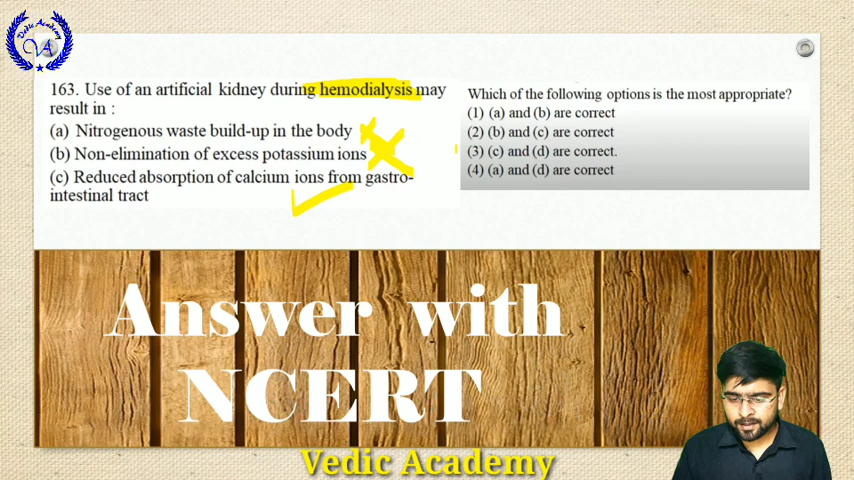 Vedic Academy
VA
163. Use of an artificial kidney during hemodialysis may
result in :
(a) Nitrogenous waste build-up in the body
(b) Non-elimination of excess potassium ions
(c) Reduced absorption of calcium ions from gastro-
intestinal tract
Which of the following options is the most appropriate?
(1) (a) and (b) are correct
(2) (b) and (c) are correct
(3) (c) and (d) are correct.
(4) (a) and (d) are correct
Answer with
NCERT
Vedic Academy